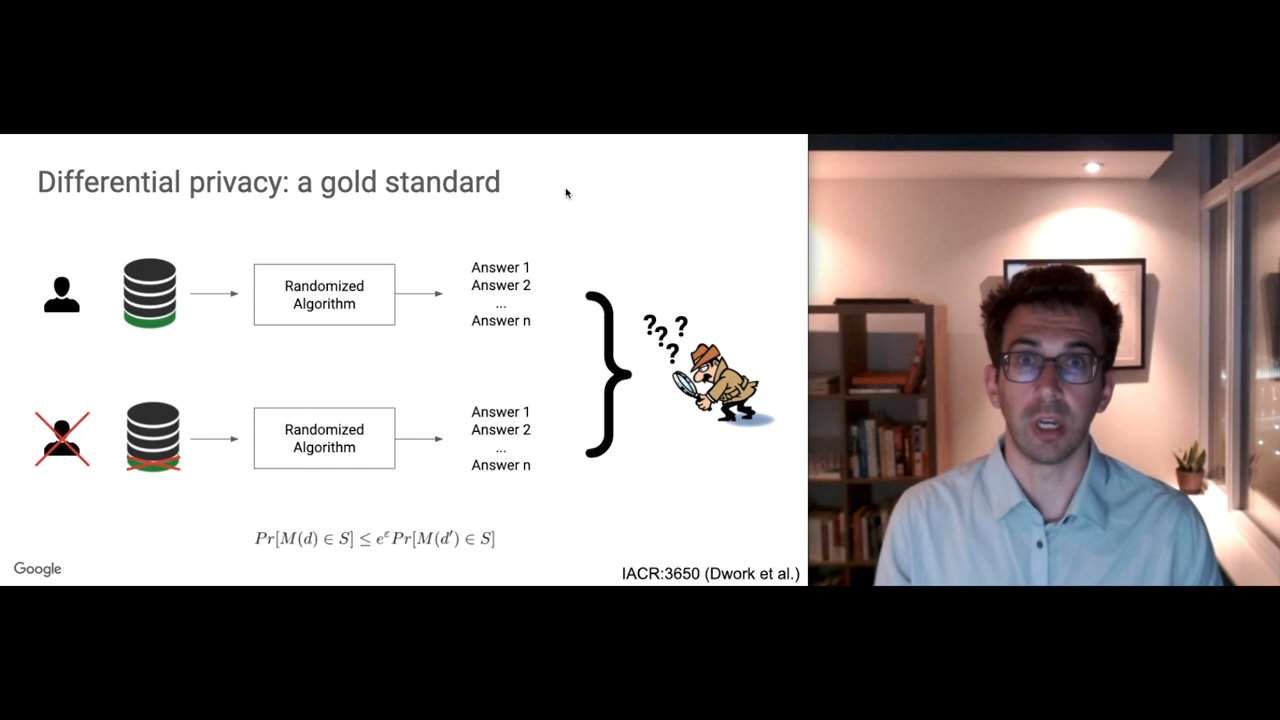 Differential privacy: a gold standard
Randomized
Algorithm
Answer 1
Answer 2
...
Answer n
? ? ? ?
Randomized
Algorithm
Answer 1
Answer 2
...
Answer n
Pr[M(d) ∈ S] ≤ e^ε Pr[M(d′) ∈ S]
Google
IACR:3650 (Dwork et al.)